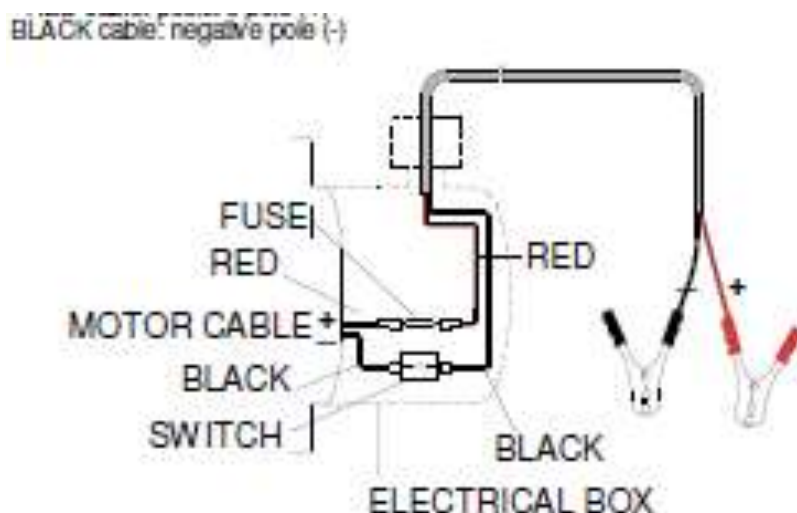 BLACK cable: negative pole (-)
FUSE
RED
RED
- +
MOTOR CABLE +
-
BLACK
SWITCH
BLACK
ELECTRICAL BOX